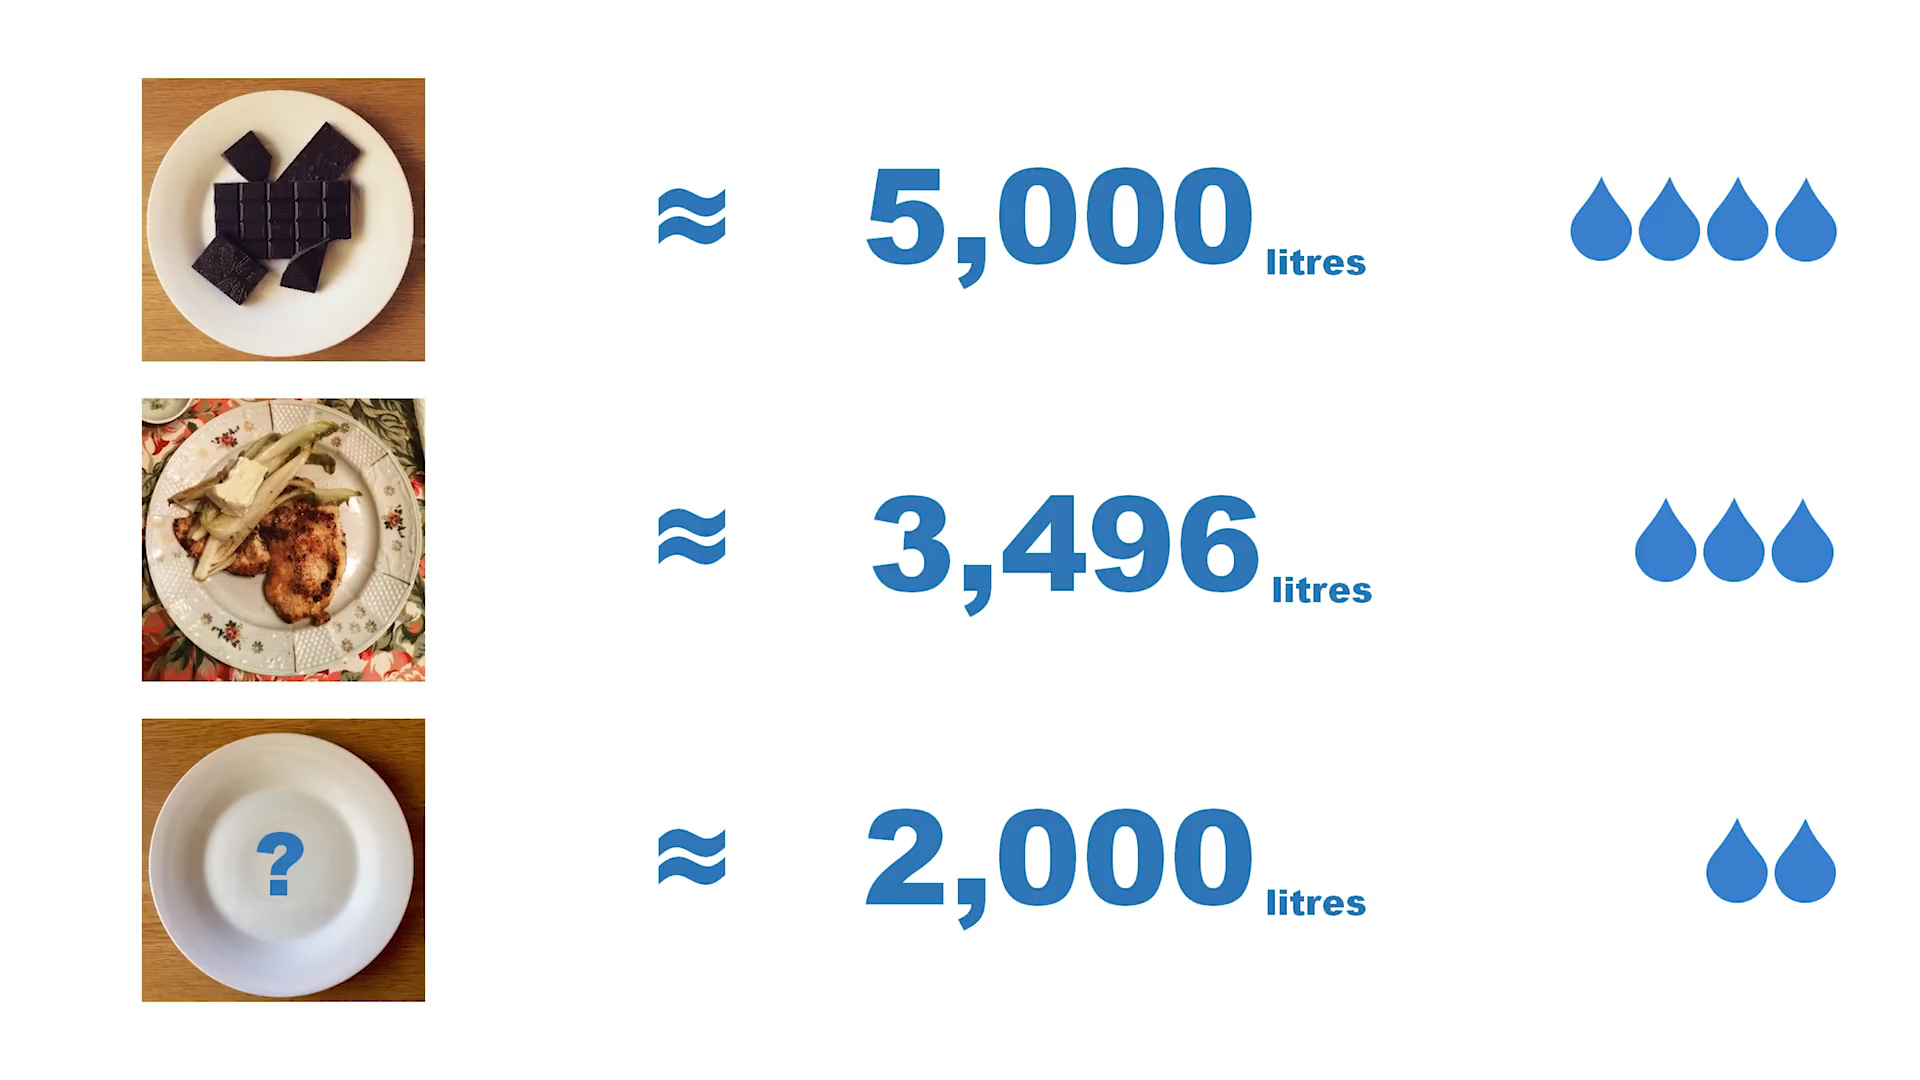 ≈ 5,000 litres
≈ 3,496 litres
? ≈ 2,000 litres